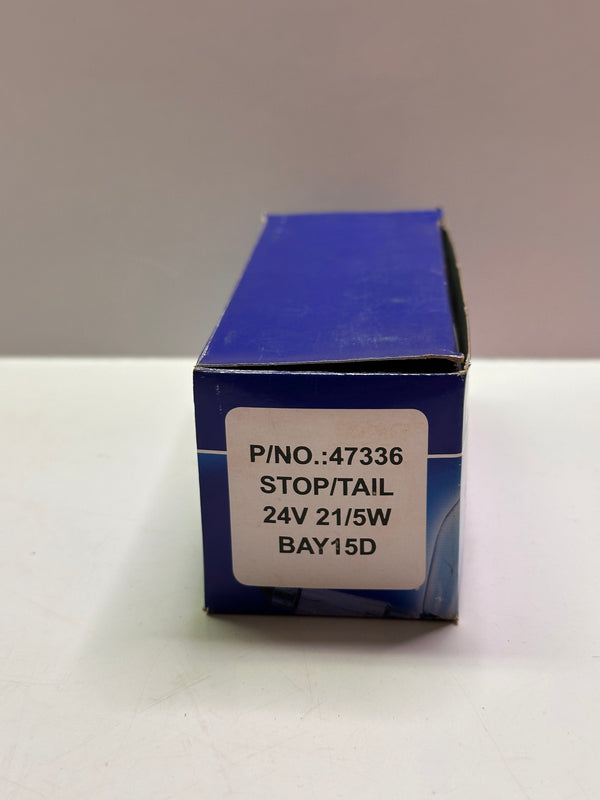 P/NO.:47336
STOP/TAIL
24V 21/5W
BAY15D